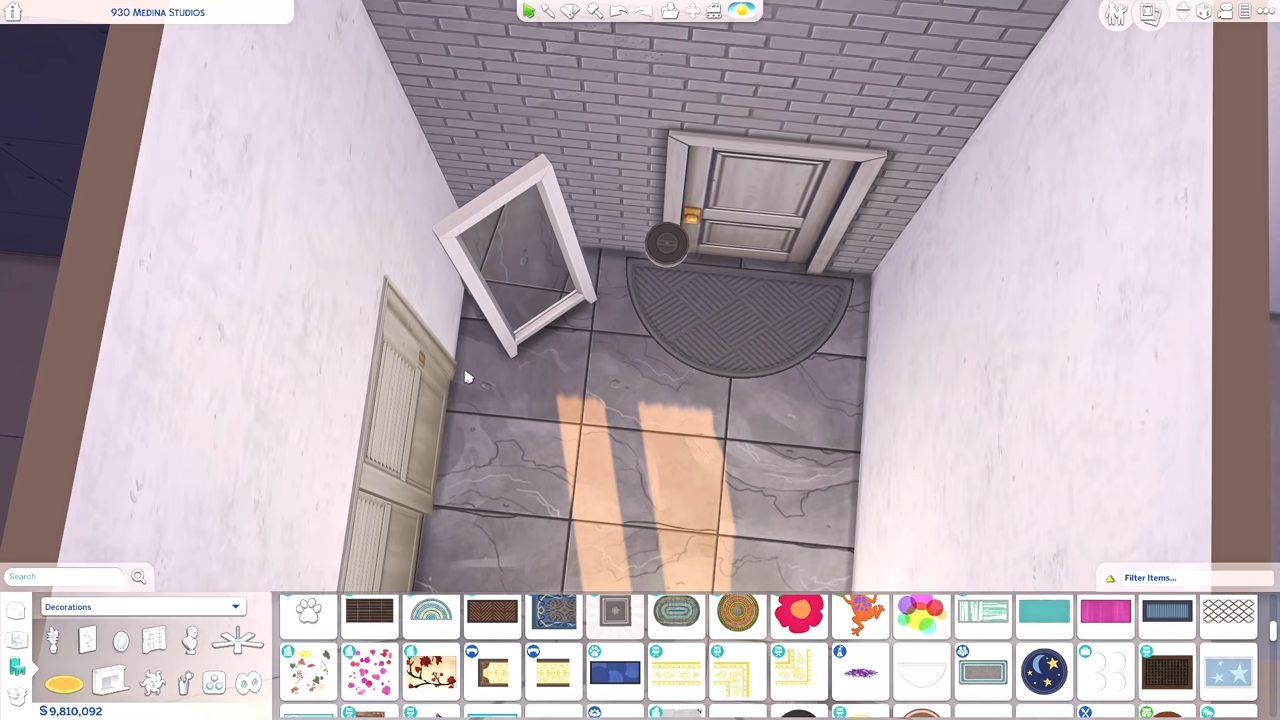 930 Medina Studios
Search
Filter Items...
Decorations
§9,810,092